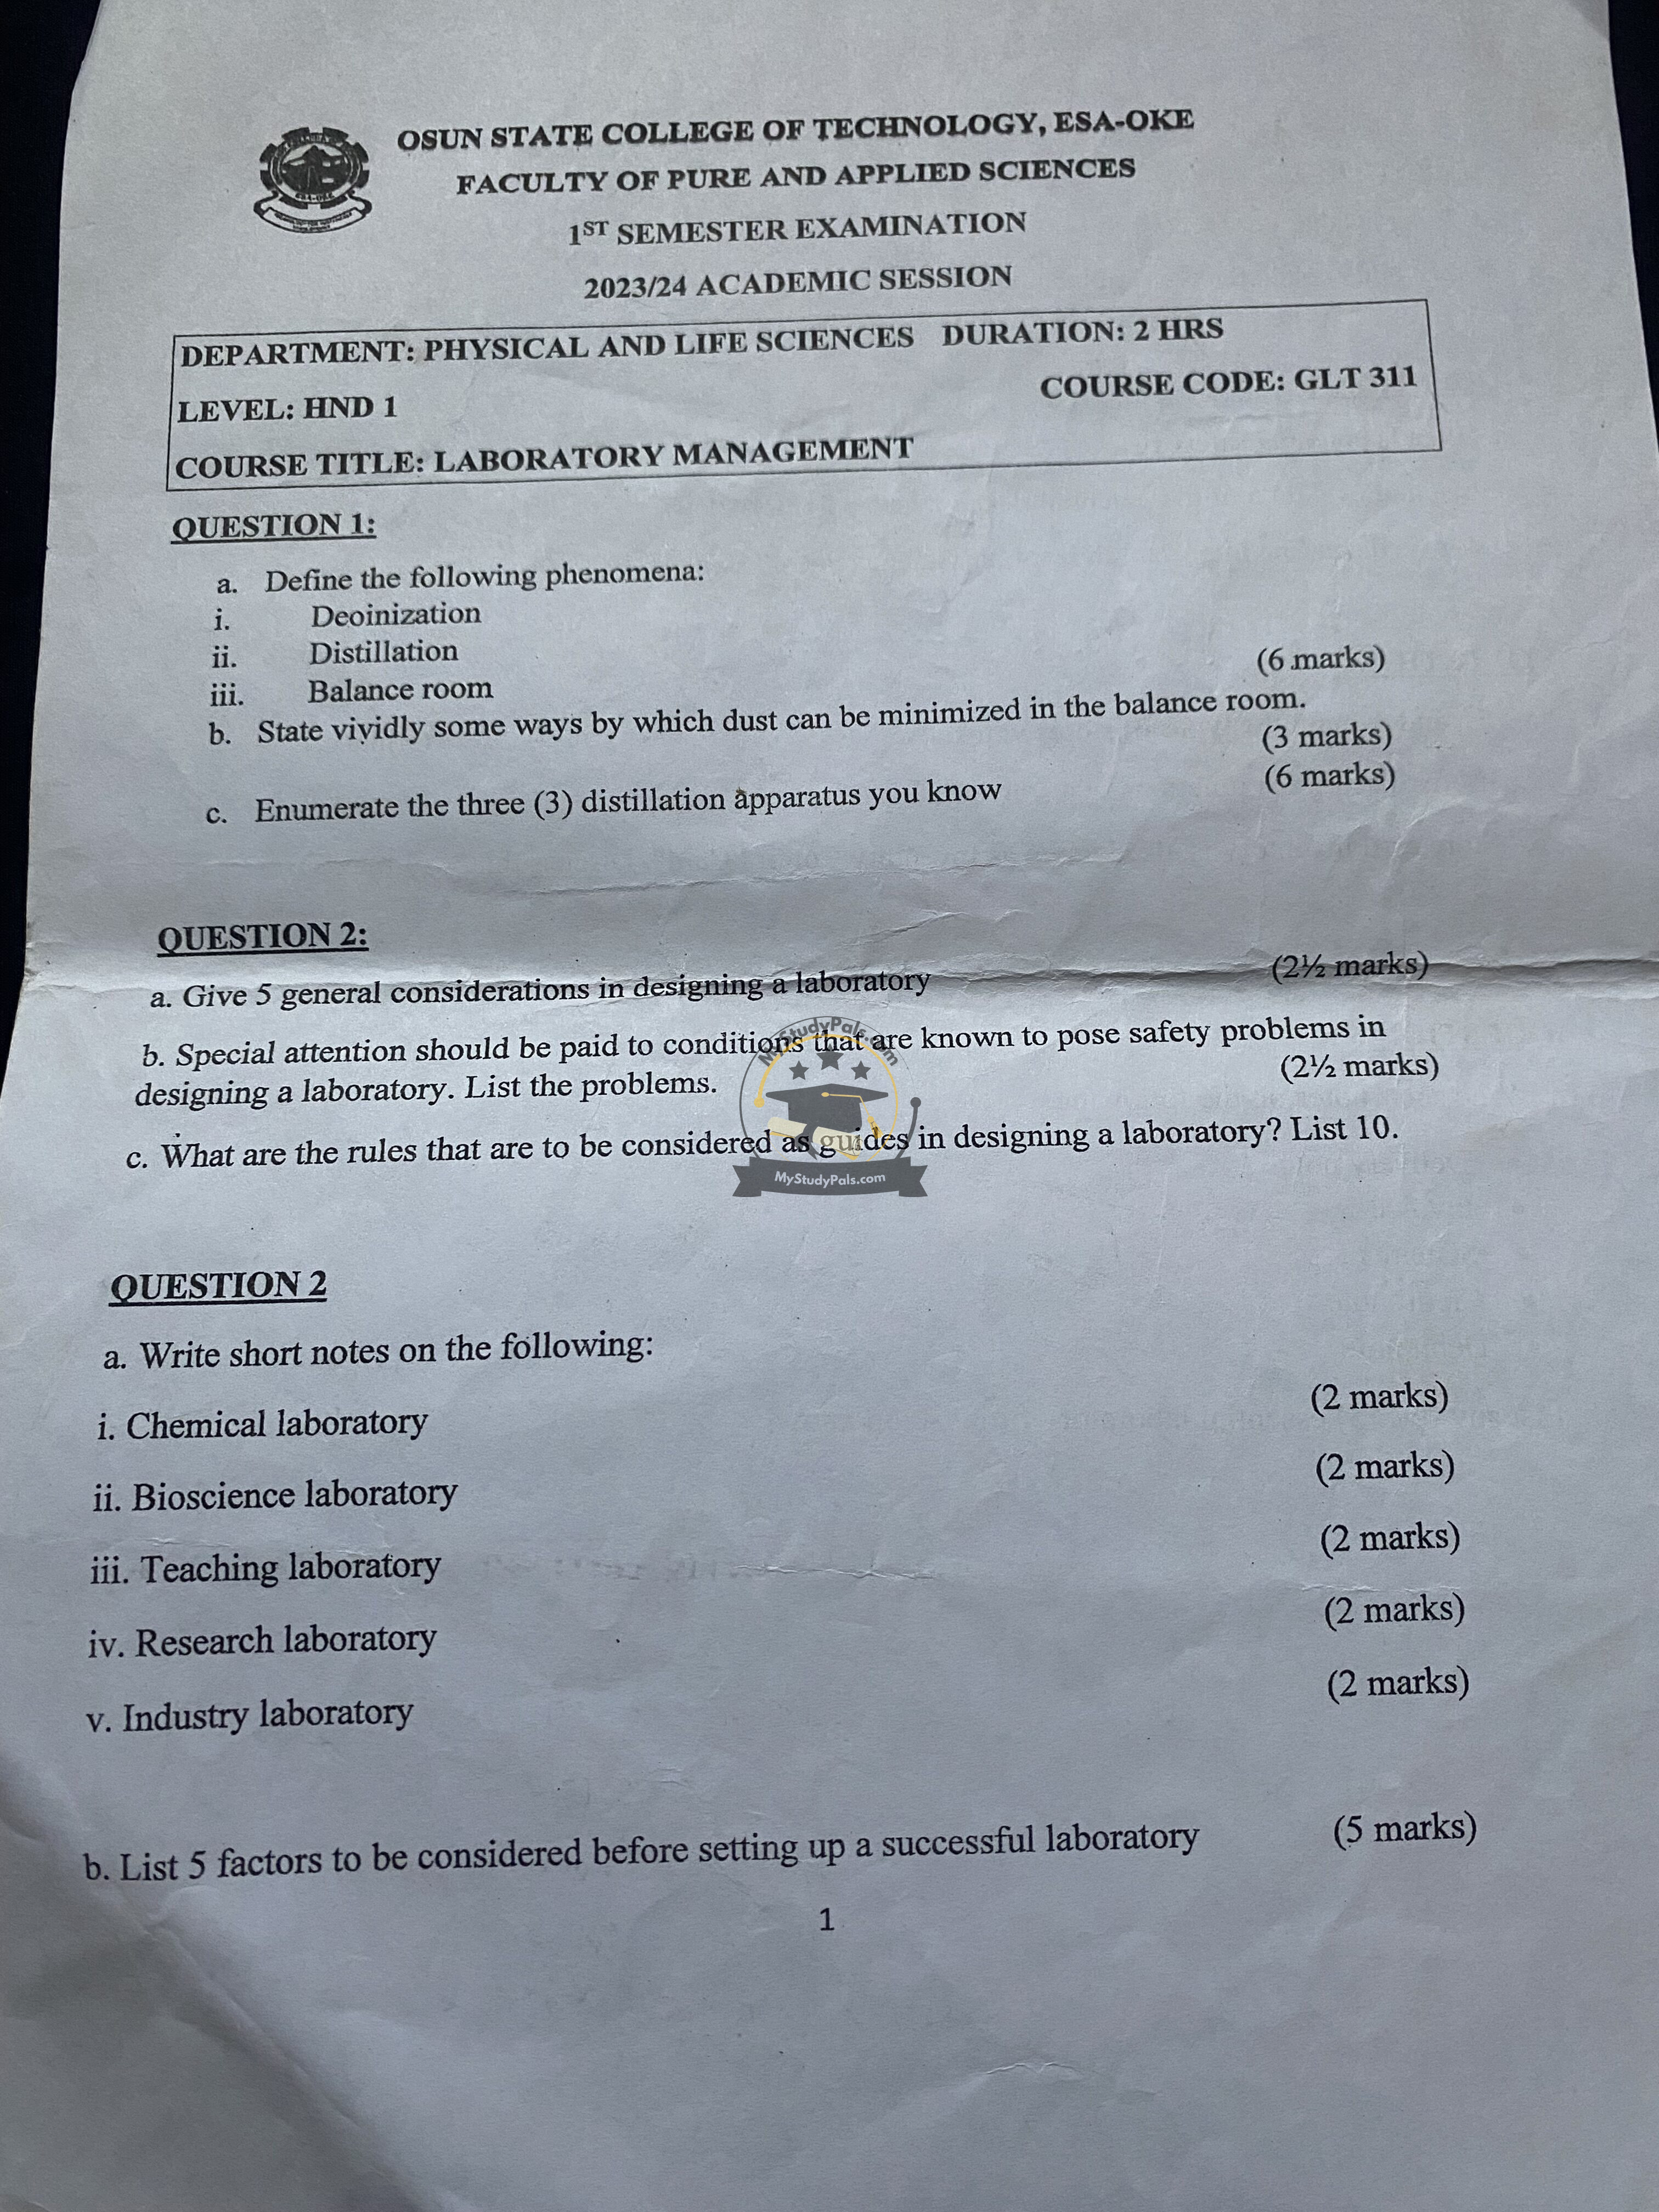 OSUN STATE COLLEGE OF TECHNOLOGY, ESA-OKE
FACULTY OF PURE AND APPLIED SCIENCES
1ST SEMESTER EXAMINATION
2023/24 ACADEMIC SESSION
DEPARTMENT: PHYSICAL AND LIFE SCIENCES DURATION: 2 HRS
LEVEL: HND 1 COURSE CODE: GLT 311
COURSE TITLE: LABORATORY MANAGEMENT
QUESTION 1:
a. Define the following phenomena:
i. Deoinization
ii. Distillation
iii. Balance room (6 marks)
b. State vividly some ways by which dust can be minimized in the balance room.
(3 marks)
c. Enumerate the three (3) distillation apparatus you know (6 marks)
QUESTION 2:
a. Give 5 general considerations in designing a laboratory (2½ marks)
b. Special attention should be paid to conditions that are known to pose safety problems in
designing a laboratory. List the problems. (2½ marks)
c. What are the rules that are to be considered as guides in designing a laboratory? List 10.
MyStudyPals.com
MyStudyPals.com
QUESTION 2
a. Write short notes on the following:
i. Chemical laboratory (2 marks)
ii. Bioscience laboratory (2 marks)
iii. Teaching laboratory (2 marks)
iv. Research laboratory (2 marks)
v. Industry laboratory (2 marks)
b. List 5 factors to be considered before setting up a successful laboratory (5 marks)
1